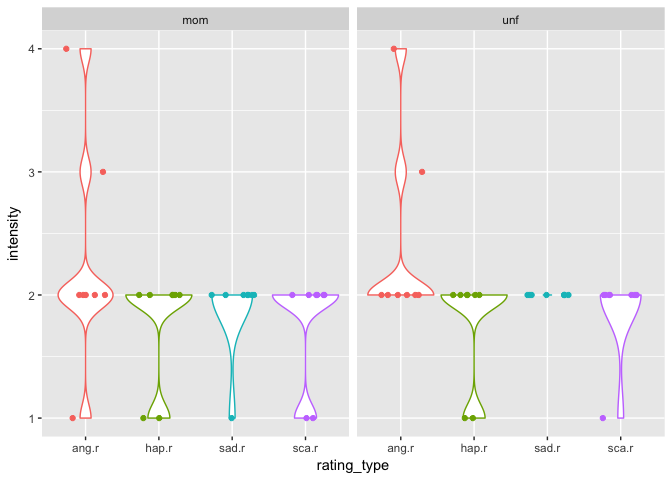 mom unf
4
3
2
1
intensity
ang.r hap.r sad.r sca.r ang.r hap.r sad.r sca.r
rating_type